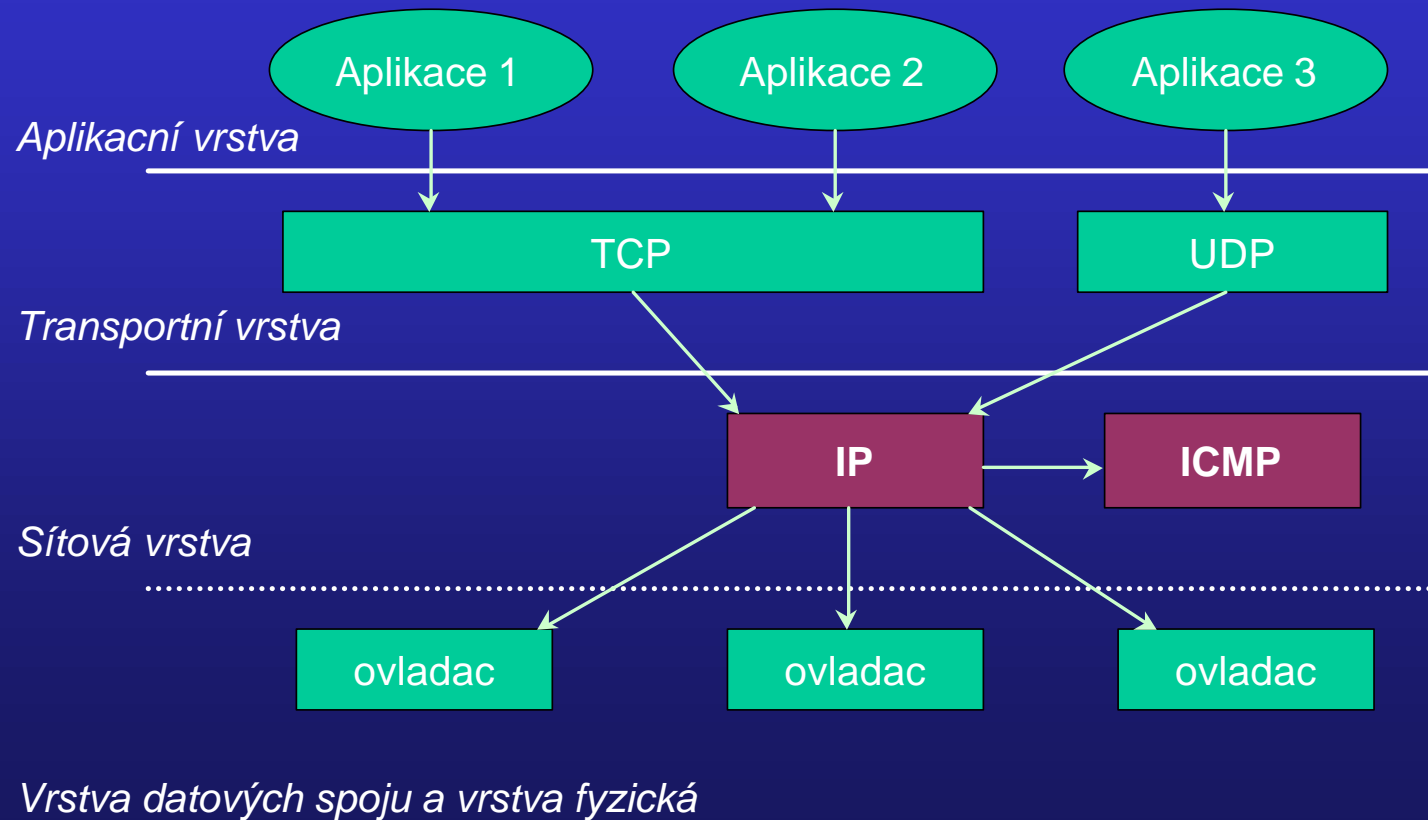 Aplikace 1
Aplikace 2
Aplikace 3
Aplikacní vrstva
TCP
UDP
Transportní vrstva
IP
ICMP
Sítová vrstva
ovladac
ovladac
ovladac
Vrstva datových spoju a vrstva fyzická